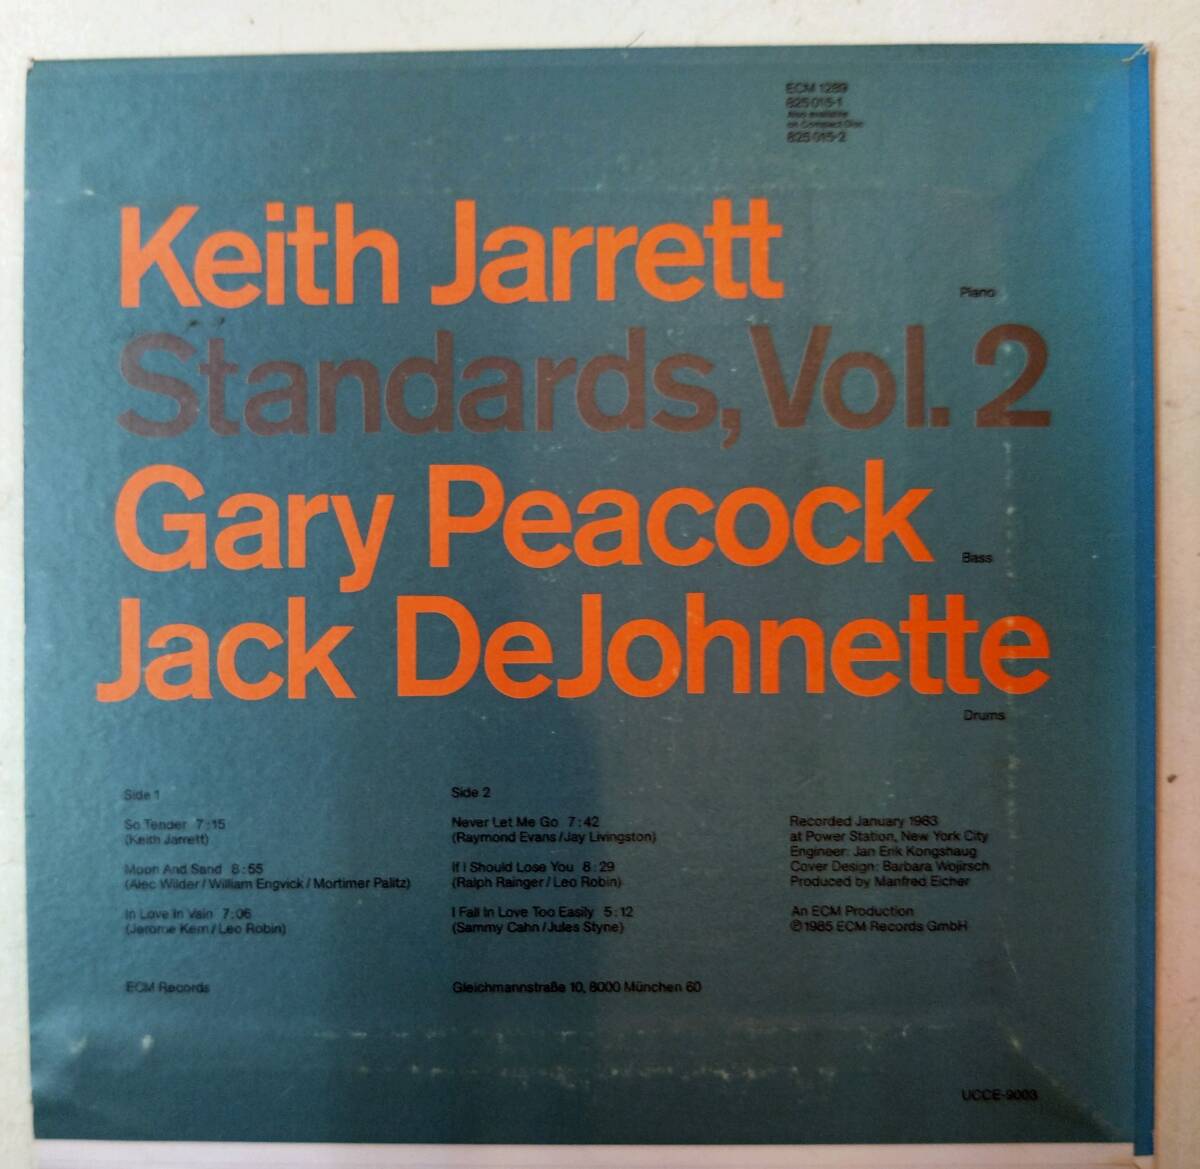 ECM 1289
825 015-1
Also available
on Compact Disc
825 015-2
Keith Jarrett
Piano
Standards, Vol. 2
Gary Peacock
Bass
Jack DeJohnette
Drums
Side 1
So Tender 7:15
(Keith Jarrett)
Moon And Sand 8:55
(Alec Wilder / William Engvick / Mortimer Palitz)
In Love In Vain 7:06
(Jerome Kern / Leo Robin)
Side 2
Never Let Me Go 7:42
(Raymond Evans / Jay Livingston)
If I Should Lose You 8:29
(Ralph Rainger / Leo Robin)
I Fall In Love Too Easily 5:12
(Sammy Cahn / Jules Styne)
Recorded January 1983
at Power Station, New York City
Engineer: Jan Erik Kongshaug
Cover Design: Barbara Wojirsch
Produced by Manfred Eicher
An ECM Production
℗ 1985 ECM Records GmbH
ECM Records
Gleichmannstraße 10, 8000 München 60
UCCE-9003